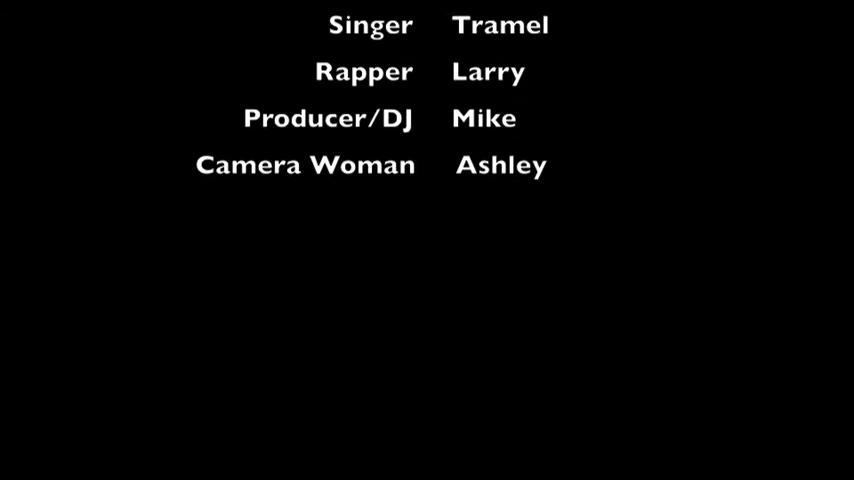 Singer Tramel
Rapper Larry
Producer/DJ Mike
Camera Woman Ashley